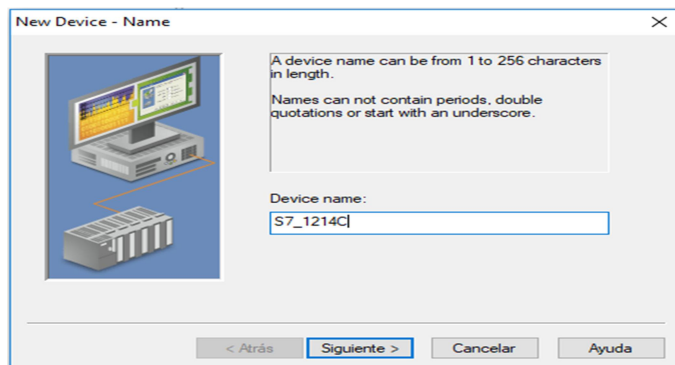 New Device - Name
A device name can be from 1 to 256 characters
in length.
Names can not contain periods, double
quotations or start with an underscore.
Device name:
S7_1214C
< Atrás
Siguiente >
Cancelar
Ayuda